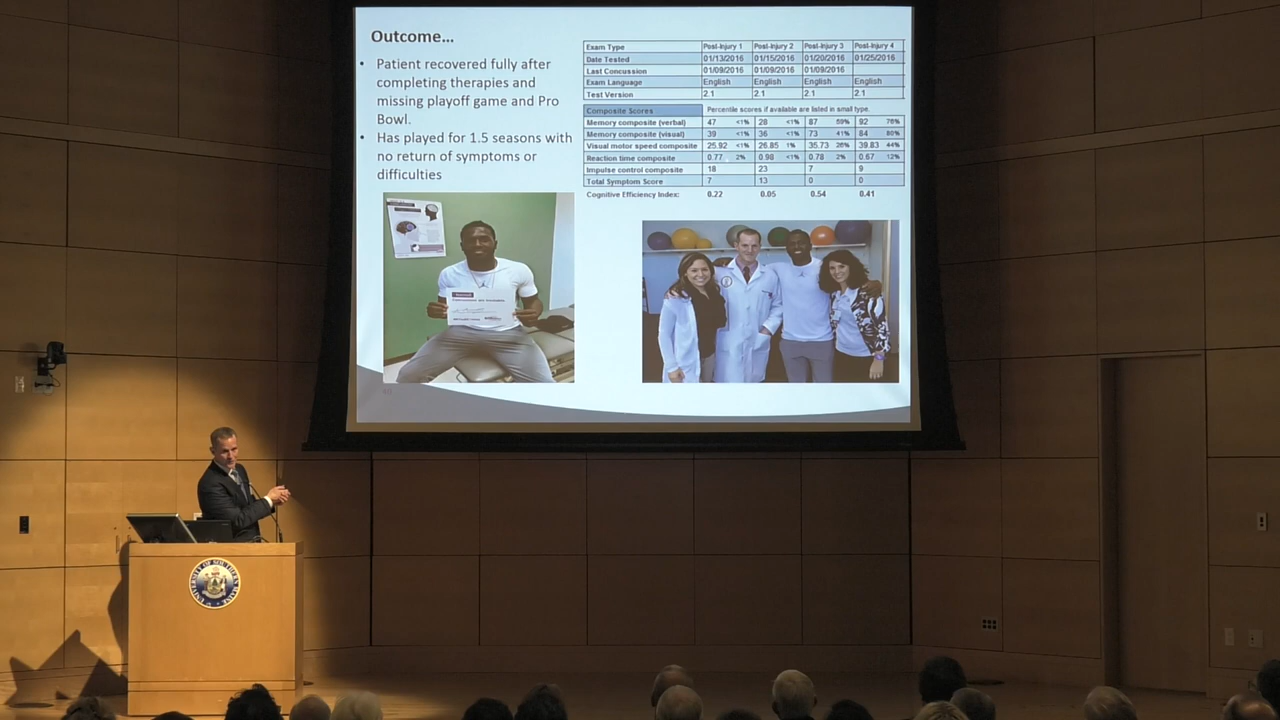 Outcome…
• Patient recovered fully after
completing therapies and
missing playoff game and Pro
Bowl.
• Has played for 1.5 seasons with
no return of symptoms or
difficulties
Exam Type Post-Injury 1 Post-Injury 2 Post-Injury 3 Post-Injury 4
Date Tested 01/13/2016 01/15/2016 01/20/2016 01/25/2016
Last Concussion 01/09/2016 01/09/2016 01/09/2016
Exam Language English English English English
Test Version 2.1 2.1 2.1 2.1
Composite Scores Percentile scores if available are listed in small type.
Memory composite (verbal) 47 <1% 28 <1% 87 59% 92 76%
Memory composite (visual) 39 <1% 36 <1% 73 41% 84 80%
Visual motor speed composite 25.92 <1% 26.85 1% 35.73 26% 39.83 44%
Reaction time composite 0.77 2% 0.98 <1% 0.78 2% 0.67 12%
Impulse control composite 18 23 7 9
Total Symptom Score 7 13 0 0
Cognitive Efficiency Index: 0.22 0.05 0.54 0.41
UNIVERSITY OF SOUTHERN MAINE